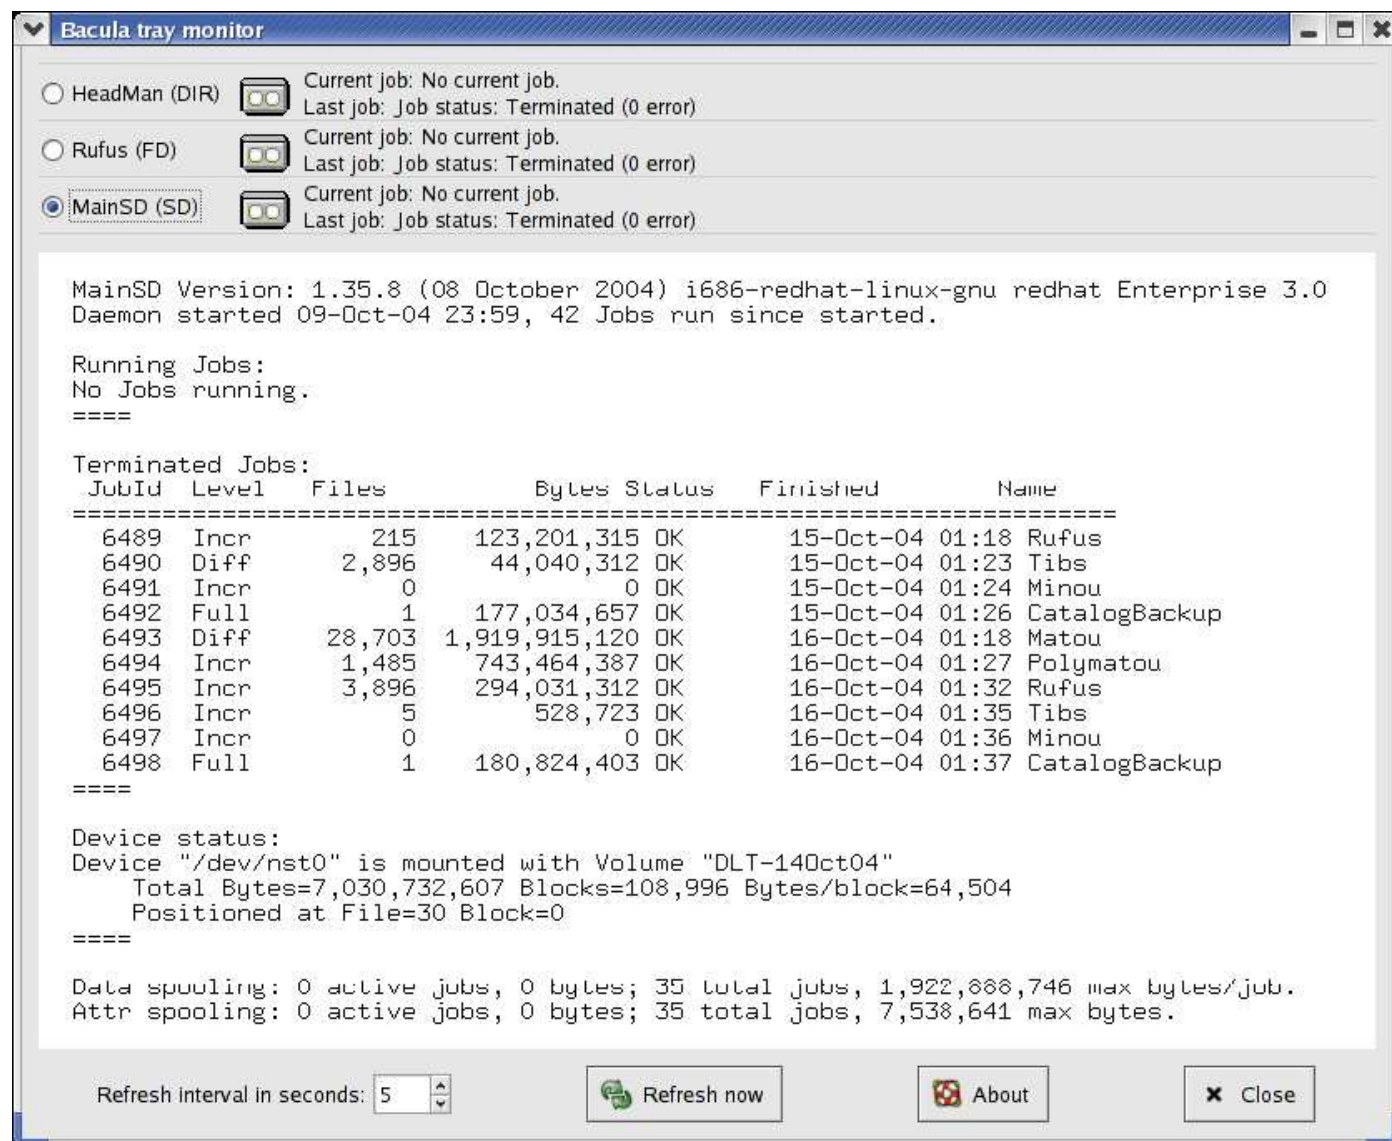 Bacula tray monitor
HeadMan (DIR)
Current job: No current job.
Last job: Job status: Terminated (0 error)
Rufus (FD)
Current job: No current job.
Last job: Job status: Terminated (0 error)
MainSD (SD)
Current job: No current job.
Last job: Job status: Terminated (0 error)
MainSD Version: 1.35.8 (08 October 2004) i686-redhat-linux-gnu redhat Enterprise 3.0
Daemon started 09-Oct-04 23:59, 42 Jobs run since started.
Running Jobs:
No Jobs running.
====
Terminated Jobs:
JobId Level Files Bytes Status Finished Name
======================================================================
6489 Incr 215 123,201,315 OK 15-Oct-04 01:18 Rufus
6490 Diff 2,896 44,040,312 OK 15-Oct-04 01:23 Tibs
6491 Incr 0 0 OK 15-Oct-04 01:24 Minou
6492 Full 1 177,034,657 OK 15-Oct-04 01:26 CatalogBackup
6493 Diff 28,703 1,919,915,120 OK 16-Oct-04 01:18 Matou
6494 Incr 1,485 743,464,387 OK 16-Oct-04 01:27 Polymatou
6495 Incr 3,896 294,031,312 OK 16-Oct-04 01:32 Rufus
6496 Incr 5 528,723 OK 16-Oct-04 01:35 Tibs
6497 Incr 0 0 OK 16-Oct-04 01:36 Minou
6498 Full 1 180,824,403 OK 16-Oct-04 01:37 CatalogBackup
====
Device status:
Device "/dev/nst0" is mounted with Volume "DLT-14Oct04"
Total Bytes=7,030,732,607 Blocks=108,996 Bytes/block=64,504
Positioned at File=30 Block=0
====
Data spooling: 0 active jobs, 0 bytes; 35 total jobs, 1,922,888,746 max bytes/job.
Attr spooling: 0 active jobs, 0 bytes; 35 total jobs, 7,538,641 max bytes.
Refresh interval in seconds: 5
Refresh now
About
Close